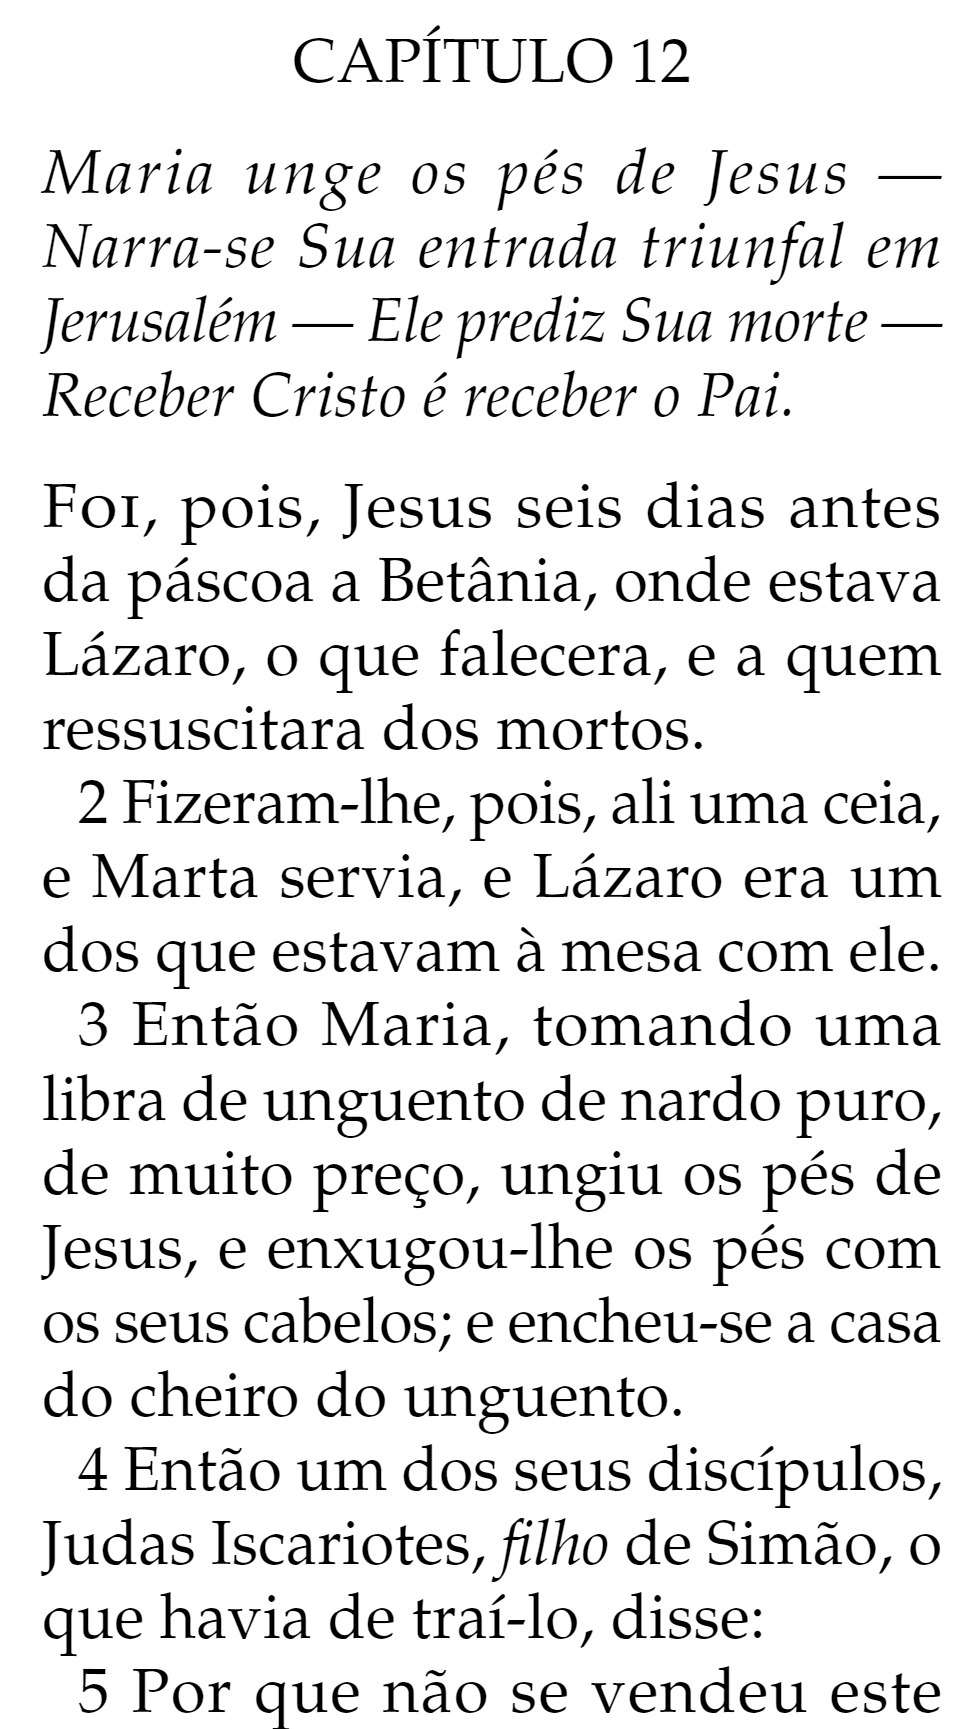 CAPÍTULO 12
Maria unge os pés de Jesus —
Narra-se Sua entrada triunfal em
Jerusalém — Ele prediz Sua morte —
Receber Cristo é receber o Pai.
Foi, pois, Jesus seis dias antes
da páscoa a Betânia, onde estava
Lázaro, o que falecera, e a quem
ressuscitara dos mortos.
2 Fizeram-lhe, pois, ali uma ceia,
e Marta servia, e Lázaro era um
dos que estavam à mesa com ele.
3 Então Maria, tomando uma
libra de unguento de nardo puro,
de muito preço, ungiu os pés de
Jesus, e enxugou-lhe os pés com
os seus cabelos; e encheu-se a casa
do cheiro do unguento.
4 Então um dos seus discípulos,
Judas Iscariotes, filho de Simão, o
que havia de traí-lo, disse:
5 Por que não se vendeu este